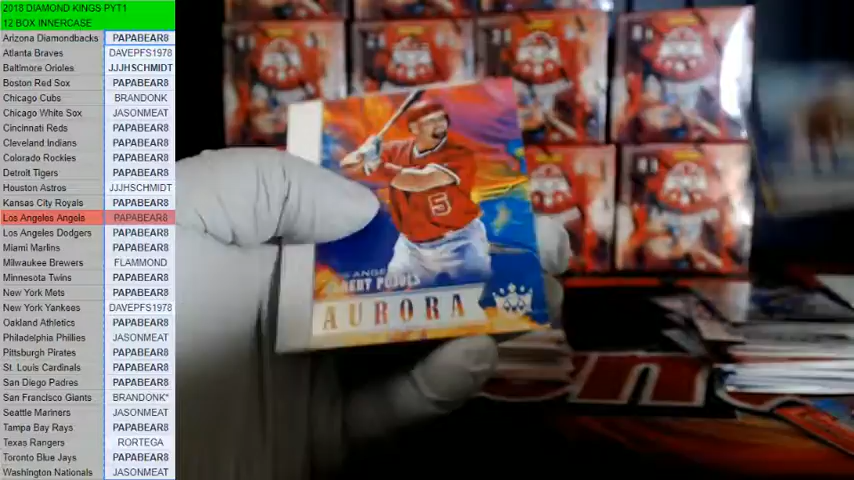 2018 DIAMOND KINGS PYT1
12 BOX INNERCASE
Arizona Diamondbacks PAPABEAR8
Atlanta Braves DAVEPFS1978
Baltimore Orioles JJJHSCHMIDT
Boston Red Sox PAPABEAR8
Chicago Cubs BRANDONK
Chicago White Sox JASONMEAT
Cincinnati Reds PAPABEAR8
Cleveland Indians PAPABEAR8
Colorado Rockies PAPABEAR8
Detroit Tigers PAPABEAR8
Houston Astros JJJHSCHMIDT
Kansas City Royals PAPABEAR8
Los Angeles Angels PAPABEAR8
Los Angeles Dodgers PAPABEAR8
Miami Marlins PAPABEAR8
Milwaukee Brewers FLAMMOND
Minnesota Twins PAPABEAR8
New York Mets PAPABEAR8
New York Yankees DAVEPFS1978
Oakland Athletics PAPABEAR8
Philadelphia Phillies JASONMEAT
Pittsburgh Pirates PAPABEAR8
St. Louis Cardinals PAPABEAR8
San Diego Padres PAPABEAR8
San Francisco Giants BRANDONK*
Seattle Mariners JASONMEAT
Tampa Bay Rays PAPABEAR8
Texas Rangers RORTEGA
Toronto Blue Jays PAPABEAR8
Washington Nationals JASONMEAT
5
PUJOLS
AURORA